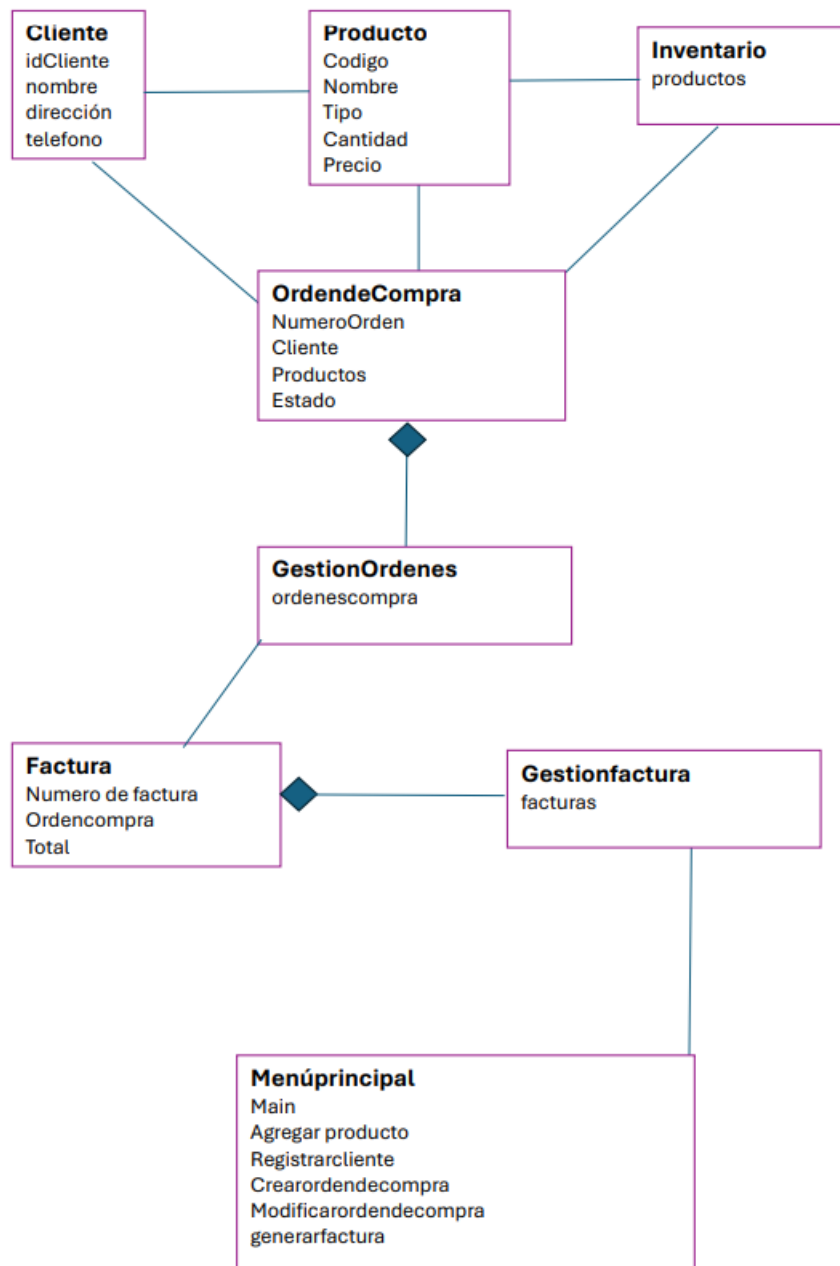 Cliente
idCliente
nombre
dirección
telefono
Producto
Codigo
Nombre
Tipo
Cantidad
Precio
Inventario
productos
OrdendeCompra
NumeroOrden
Cliente
Productos
Estado
GestionOrdenes
ordenescompra
Factura
Numero de factura
Ordencompra
Total
Gestionfactura
facturas
Menúprincipal
Main
Agregar producto
Registrarcliente
Crearordendecompra
Modificarordendecompra
generarfactura